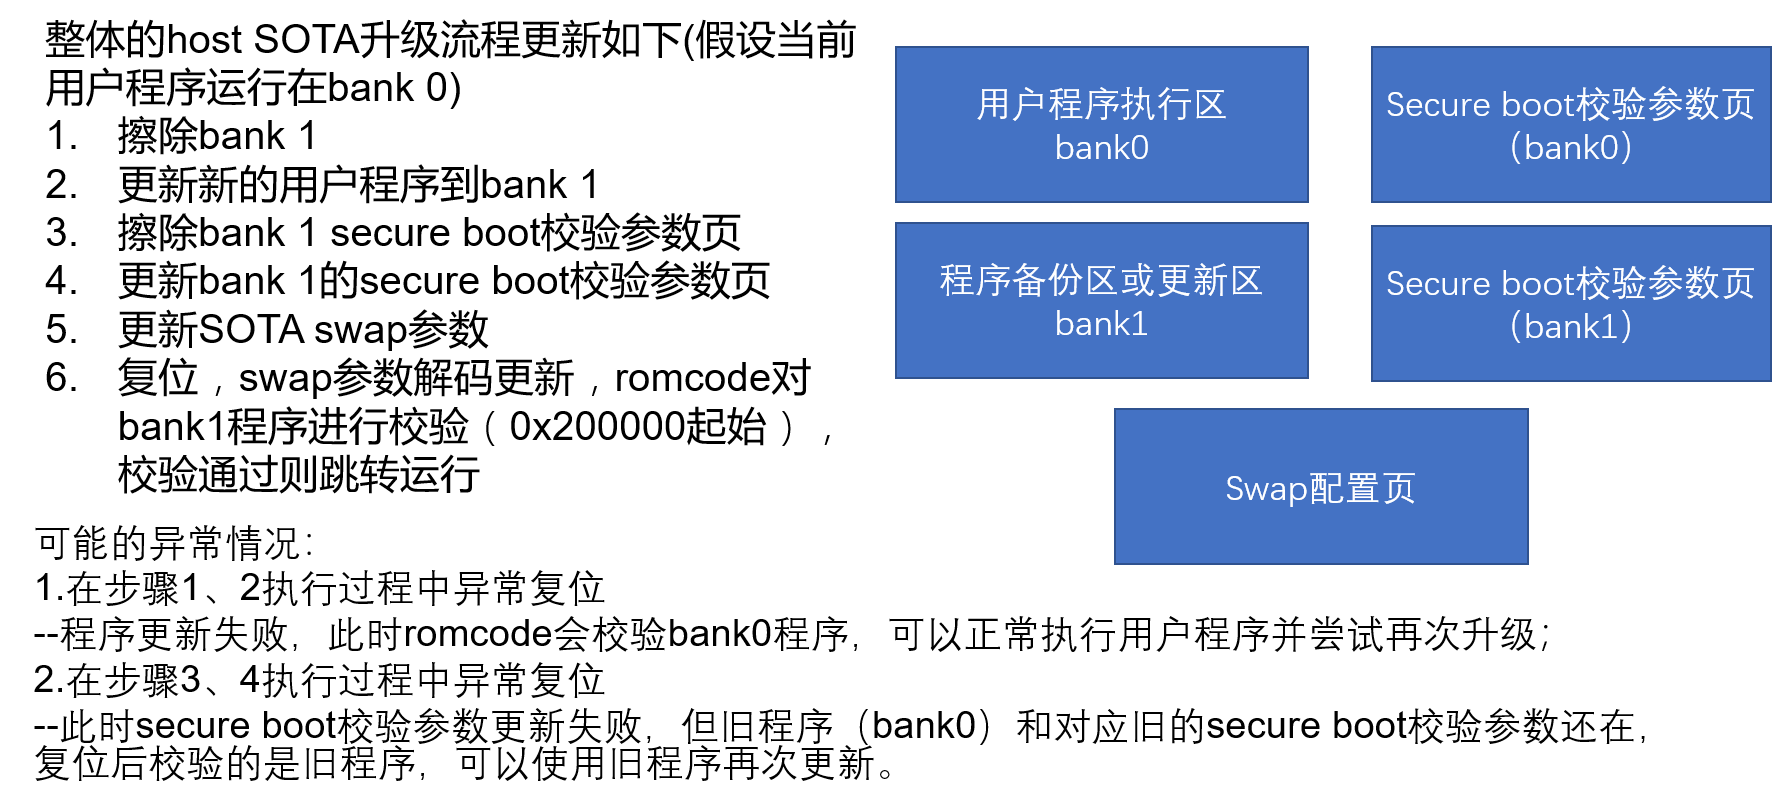 整体的host SOTA升级流程更新如下(假设当前
用户程序运行在bank 0)
1. 擦除bank 1
2. 更新新的用户程序到bank 1
3. 擦除bank 1 secure boot校验参数页
4. 更新bank 1的secure boot校验参数页
5. 更新SOTA swap参数
6. 复位，swap参数解码更新，romcode对
bank1程序进行校验（0x200000起始），
校验通过则跳转运行
用户程序执行区
bank0
Secure boot校验参数页
（bank0）
程序备份区或更新区
bank1
Secure boot校验参数页
（bank1）
Swap配置页
可能的异常情况：
1.在步骤1、2执行过程中异常复位
--程序更新失败，此时romcode会校验bank0程序，可以正常执行用户程序并尝试再次升级；
2.在步骤3、4执行过程中异常复位
--此时secure boot校验参数更新失败，但旧程序（bank0）和对应旧的secure boot校验参数还在，
复位后校验的是旧程序，可以使用旧程序再次更新。